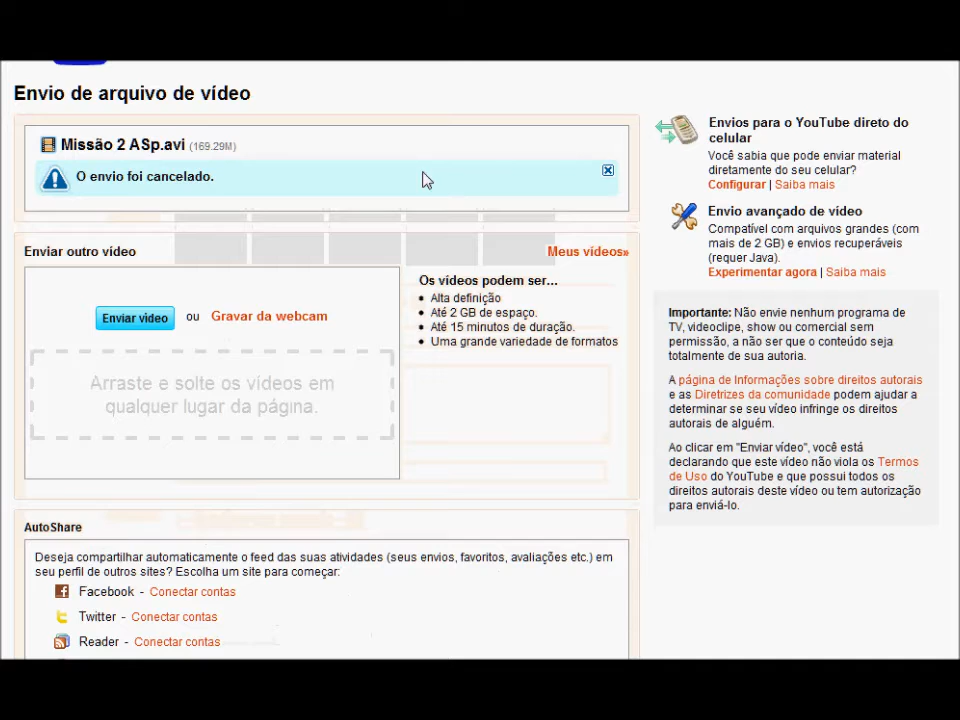 Envio de arquivo de vídeo
Missão 2 ASp.avi (169.29M)
O envio foi cancelado.
Enviar outro vídeo
Meus vídeos»
Enviar vídeo ou Gravar da webcam
Arraste e solte os vídeos em
qualquer lugar da página.
Os vídeos podem ser...
Alta definição
Até 2 GB de espaço.
Até 15 minutos de duração.
Uma grande variedade de formatos
AutoShare
Deseja compartilhar automaticamente o feed das suas atividades (seus envios, favoritos, avaliações etc.) em
seu perfil de outros sites? Escolha um site para começar:
Facebook - Conectar contas
Twitter - Conectar contas
Reader - Conectar contas
Envios para o YouTube direto do
celular
Você sabia que pode enviar material
diretamente do seu celular?
Configurar | Saiba mais
Envio avançado de vídeo
Compatível com arquivos grandes (com
mais de 2 GB) e envios recuperáveis
(requer Java).
Experimentar agora | Saiba mais
Importante: Não envie nenhum programa de
TV, videoclipe, show ou comercial sem
permissão, a não ser que o conteúdo seja
totalmente de sua autoria.
A página de Informações sobre direitos autorais
e as Diretrizes da comunidade podem ajudar a
determinar se seu vídeo infringe os direitos
autorais de alguém.
Ao clicar em "Enviar vídeo", você está
declarando que este vídeo não viola os Termos
de Uso do YouTube e que possui todos os
direitos autorais deste vídeo ou tem autorização
para enviá-lo.